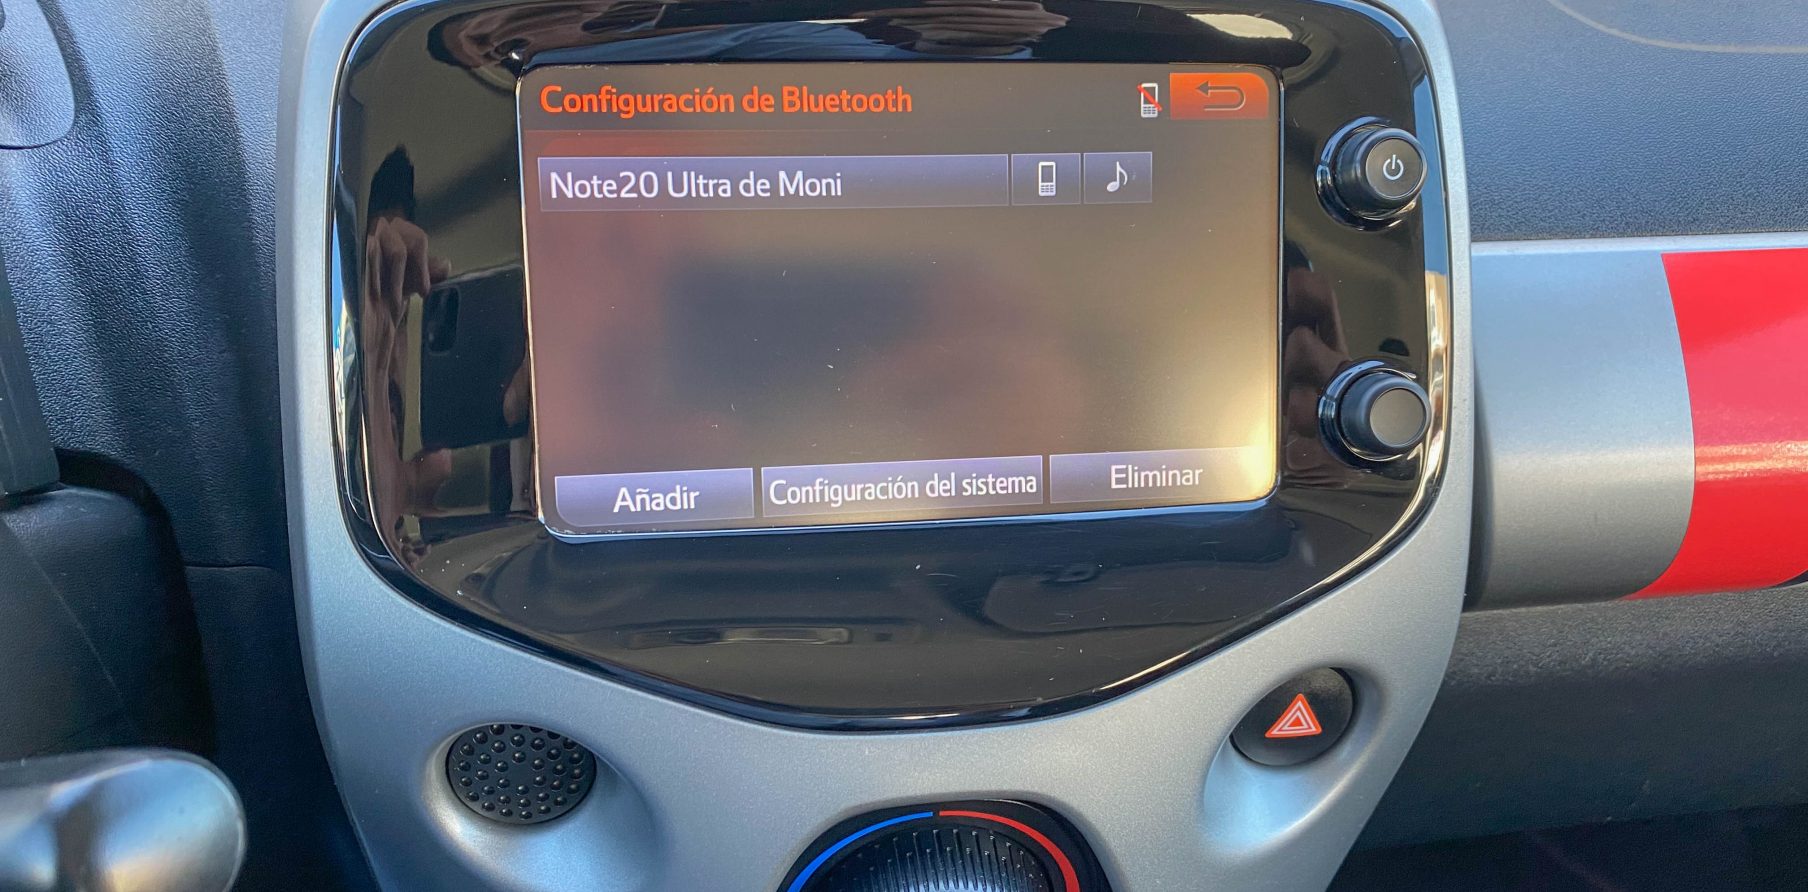 Configuración de Bluetooth
Note20 Ultra de Moni
Añadir Configuración del sistema Eliminar